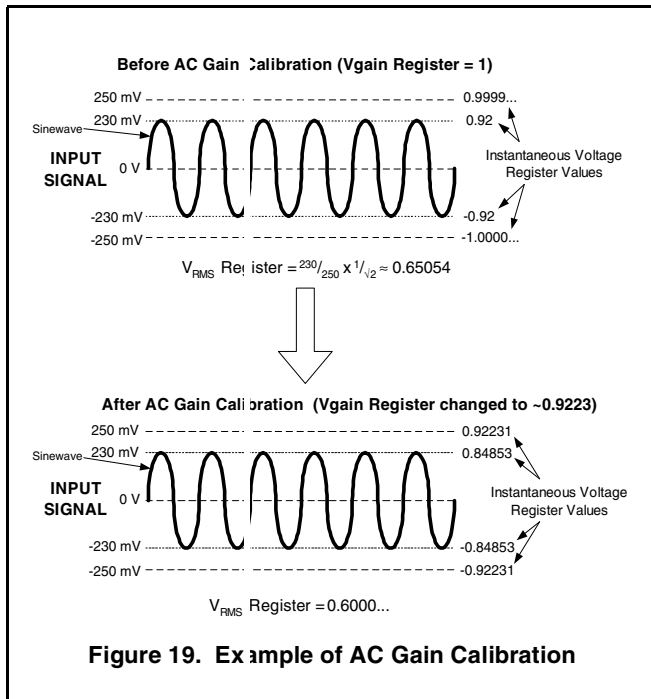 Before AC Gain Calibration (Vgain Register = 1)
250 mV 0.9999...
230 mV 0.92
Sinewave
INPUT SIGNAL
0 V
Instantaneous Voltage Register Values
-230 mV -0.92
-250 mV -1.0000...
VRMS Register = 230/250 x 1/√2 ≈ 0.65054
After AC Gain Calibration (Vgain Register changed to ~0.9223)
250 mV 0.92231
230 mV 0.84853
Sinewave
INPUT SIGNAL
0 V
Instantaneous Voltage Register Values
-230 mV -0.84853
-250 mV -0.92231
VRMS Register = 0.6000...
Figure 19. Example of AC Gain Calibration